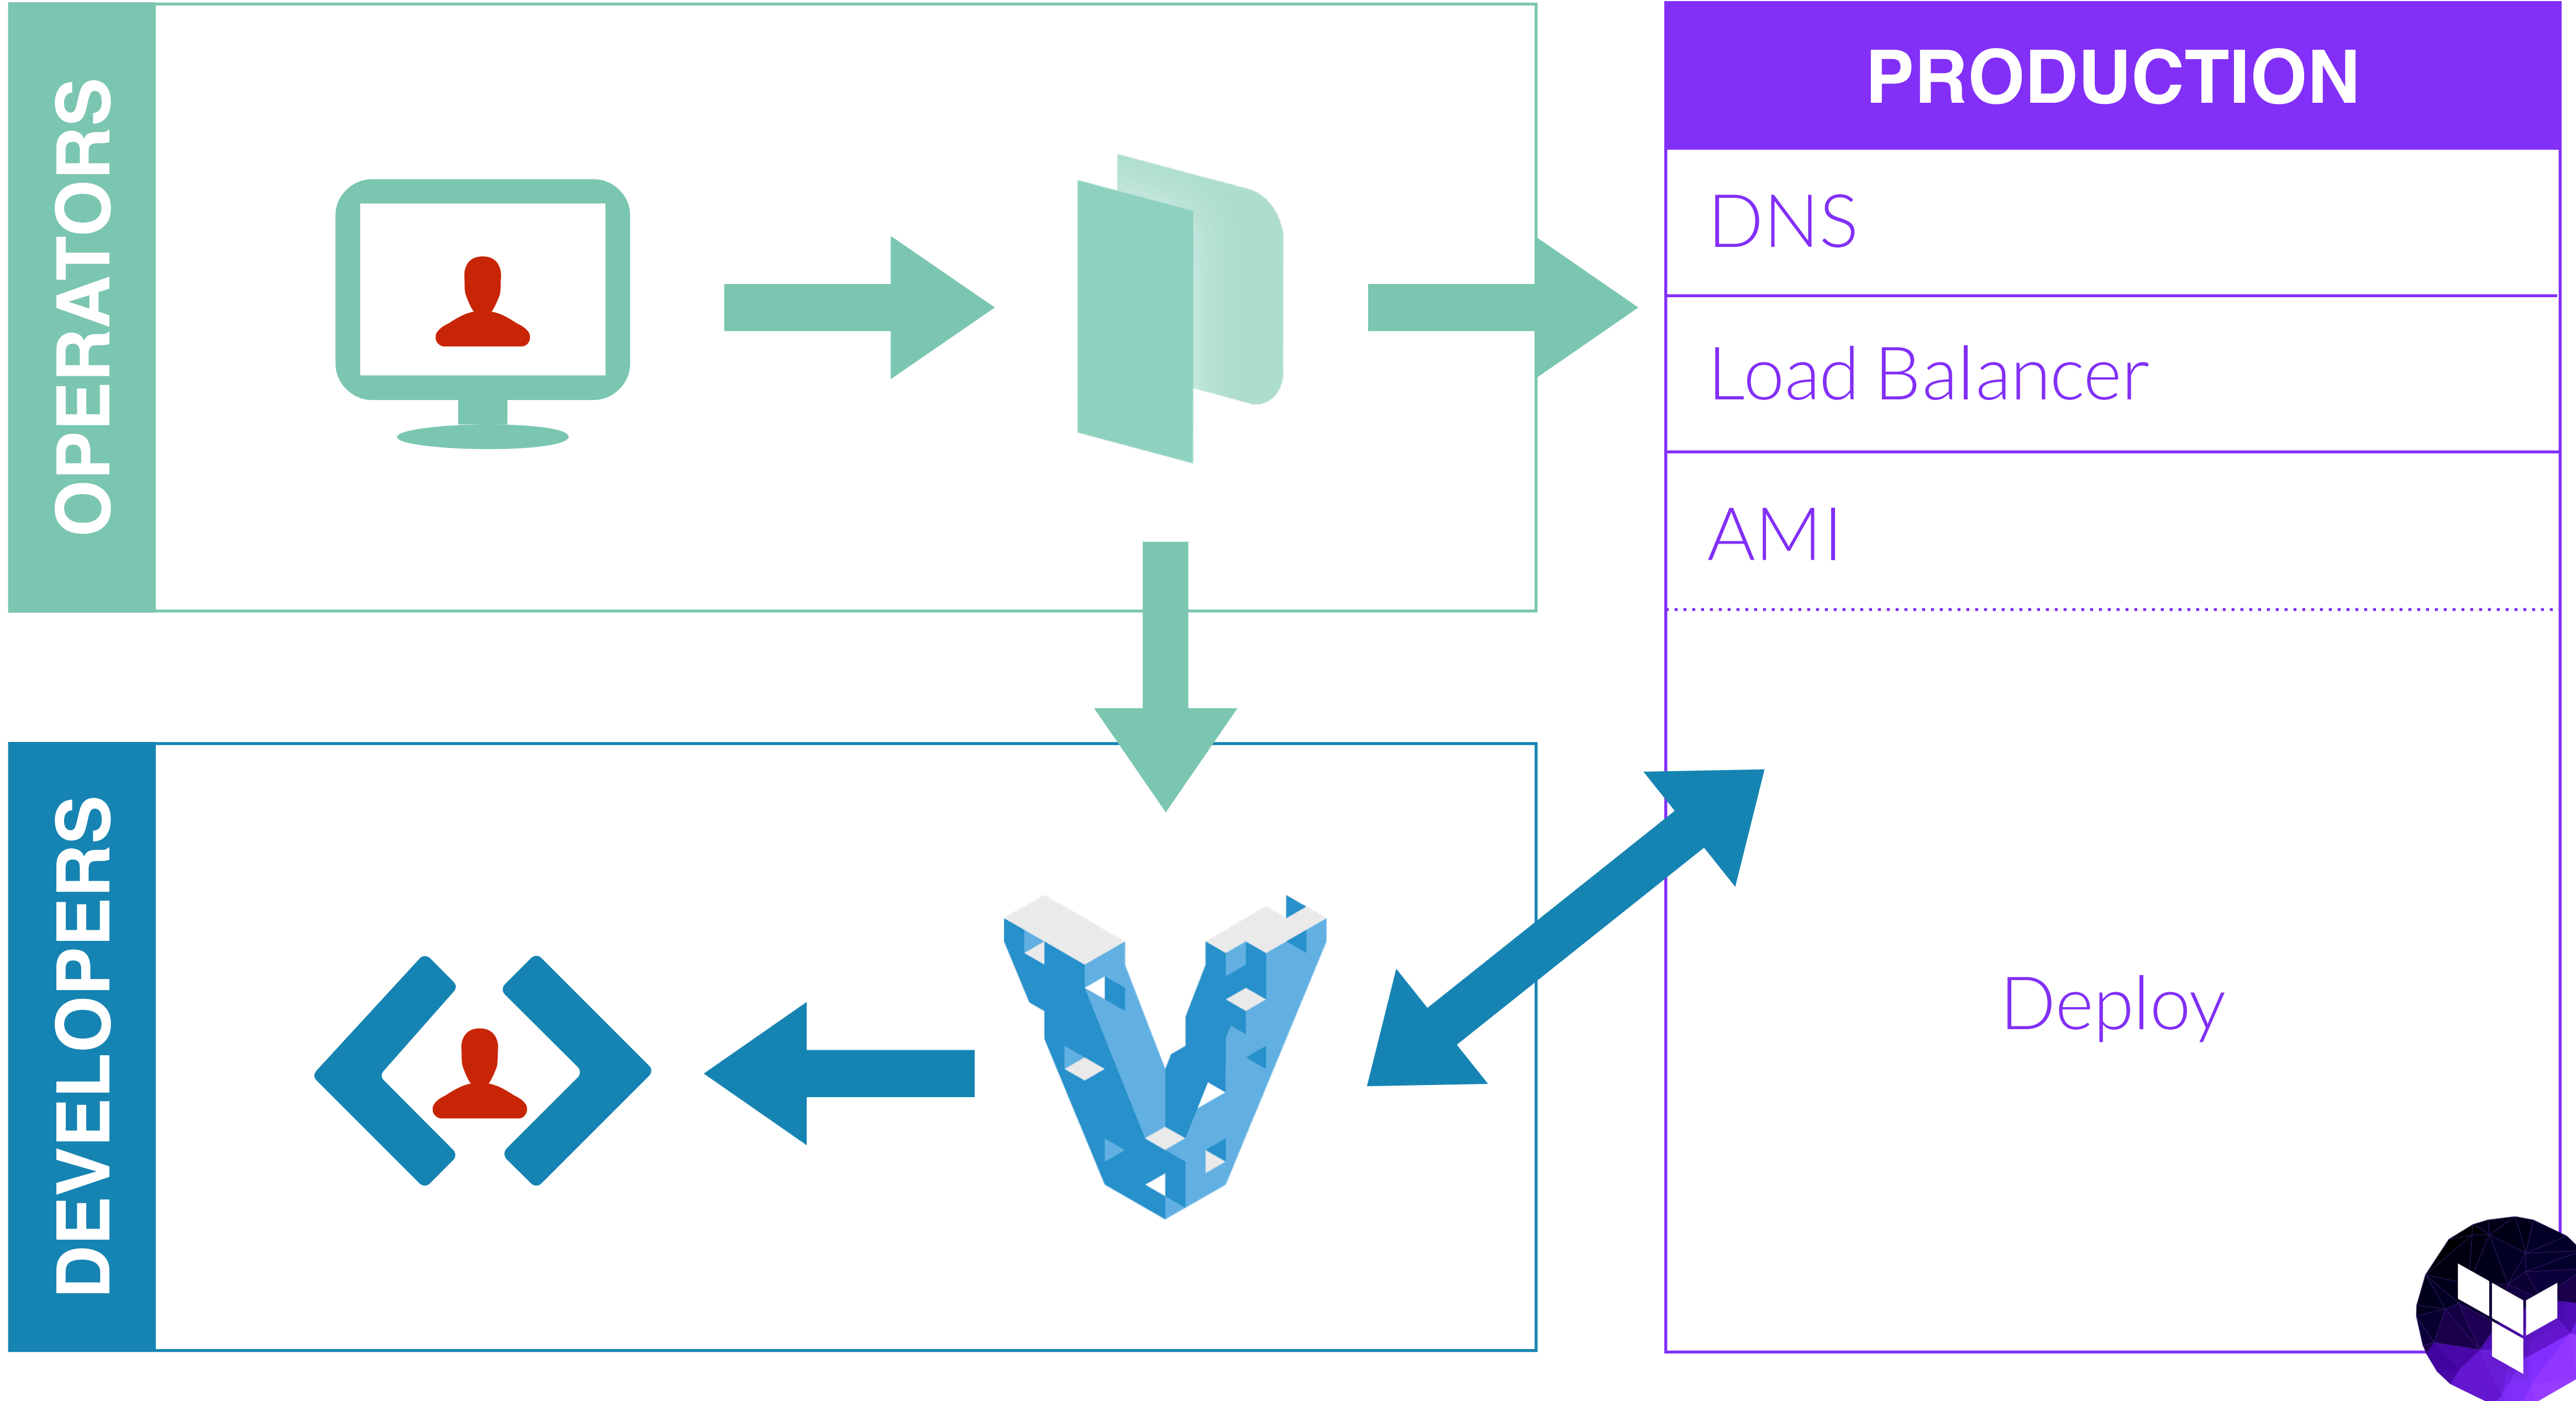 OPERATORS
DEVELOPERS
PRODUCTION
DNS
Load Balancer
AMI
Deploy